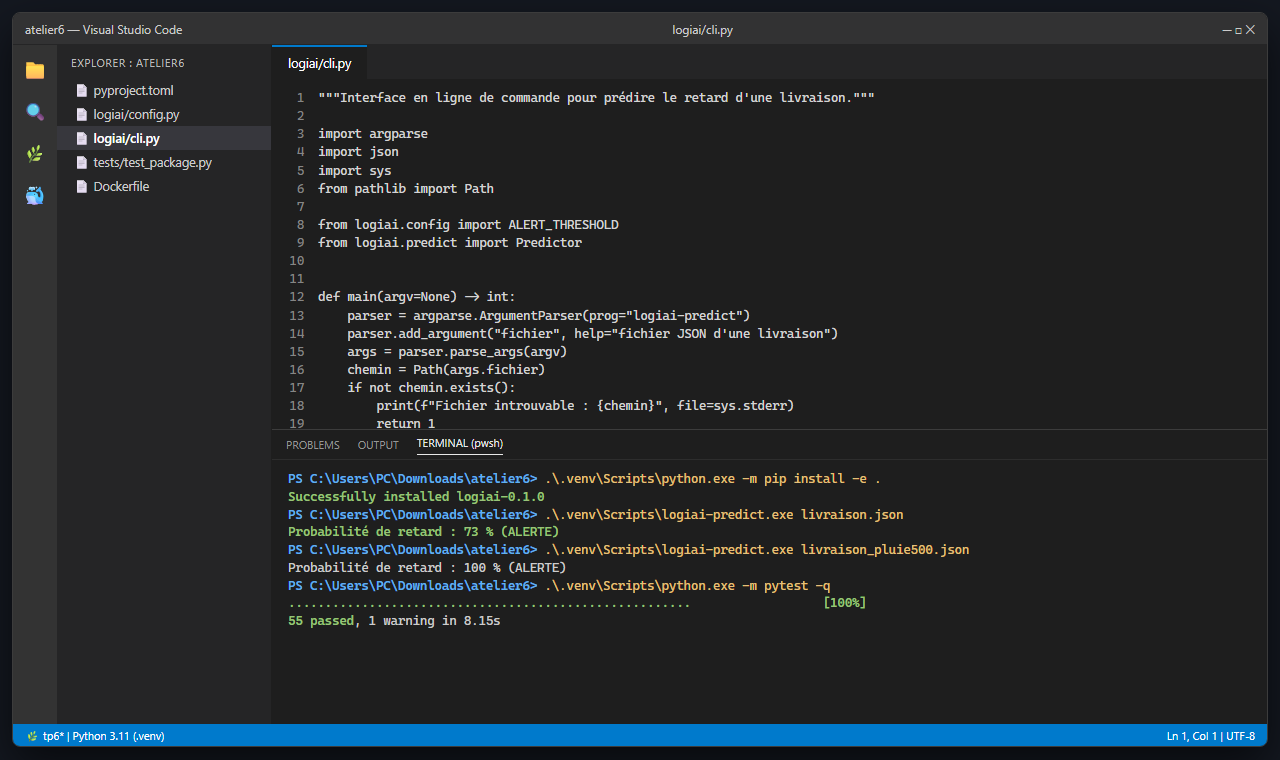 atelier6 — Visual Studio Code
logiai/cli.py
EXPLORER : ATELIER6
pyproject.toml
logiai/config.py
logiai/cli.py
tests/test_package.py
Dockerfile
logiai/cli.py
1 """Interface en ligne de commande pour prédire le retard d'une livraison."""
2
3 import argparse
4 import json
5 import sys
6 from pathlib import Path
7
8 from logiai.config import ALERT_THRESHOLD
9 from logiai.predict import Predictor
10
11
12 def main(argv=None) -> int:
13     parser = argparse.ArgumentParser(prog="logiai-predict")
14     parser.add_argument("fichier", help="fichier JSON d'une livraison")
15     args = parser.parse_args(argv)
16     chemin = Path(args.fichier)
17     if not chemin.exists():
18         print(f"Fichier introuvable : {chemin}", file=sys.stderr)
19         return 1
PROBLEMS OUTPUT TERMINAL (pwsh)
PS C:\Users\PC\Downloads\atelier6> .\.venv\Scripts\python.exe -m pip install -e .
Successfully installed logiai-0.1.0
PS C:\Users\PC\Downloads\atelier6> .\.venv\Scripts\logiai-predict.exe livraison.json
Probabilité de retard : 73 % (ALERTE)
PS C:\Users\PC\Downloads\atelier6> .\.venv\Scripts\logiai-predict.exe livraison_pluie500.json
Probabilité de retard : 100 % (ALERTE)
PS C:\Users\PC\Downloads\atelier6> .\.venv\Scripts\python.exe -m pytest -q
....................................................... [100%]
55 passed, 1 warning in 8.15s
tp6* | Python 3.11 (.venv)
Ln 1, Col 1 | UTF-8